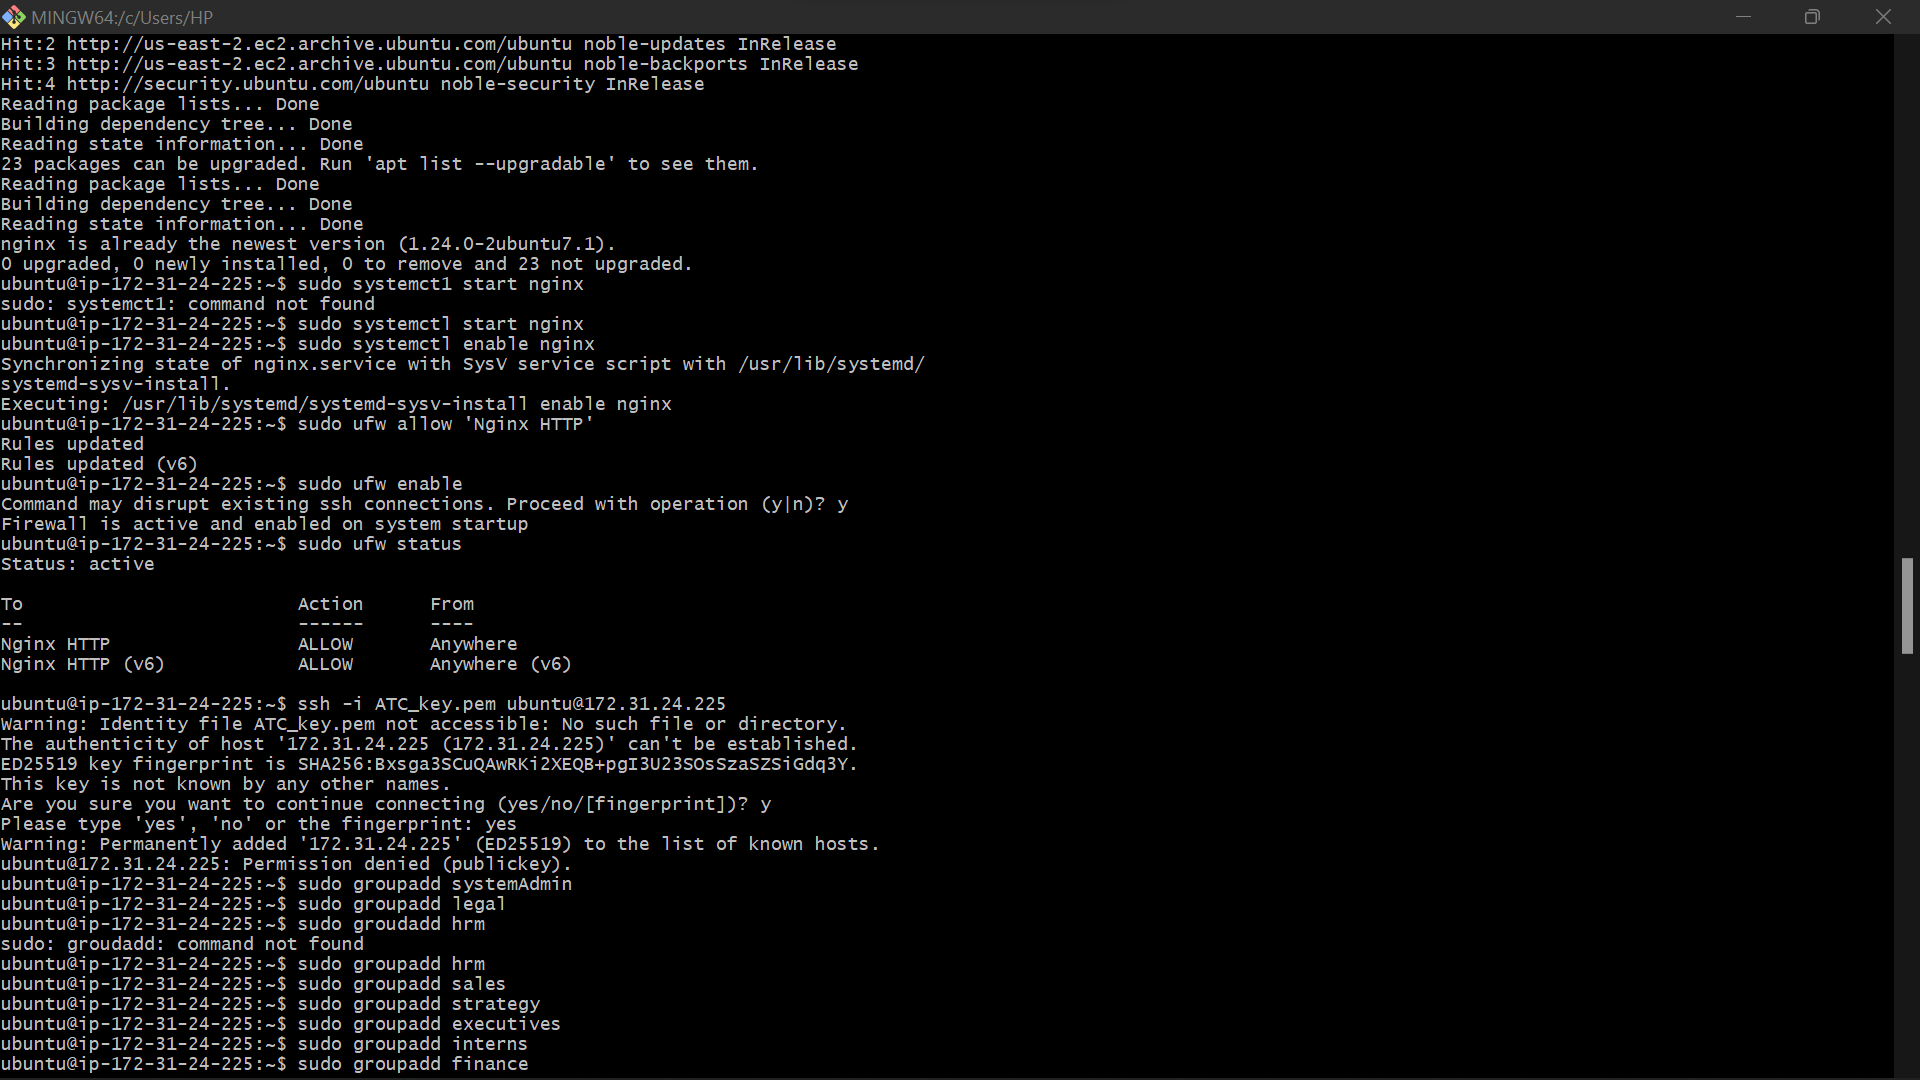 MINGW64:/c/Users/HP
Hit:2 http://us-east-2.ec2.archive.ubuntu.com/ubuntu noble-updates InRelease
Hit:3 http://us-east-2.ec2.archive.ubuntu.com/ubuntu noble-backports InRelease
Hit:4 http://security.ubuntu.com/ubuntu noble-security InRelease
Reading package lists... Done
Building dependency tree... Done
Reading state information... Done
23 packages can be upgraded. Run 'apt list --upgradable' to see them.
Reading package lists... Done
Building dependency tree... Done
Reading state information... Done
nginx is already the newest version (1.24.0-2ubuntu7.1).
0 upgraded, 0 newly installed, 0 to remove and 23 not upgraded.
ubuntu@ip-172-31-24-225:~$ sudo systemct1 start nginx
sudo: systemct1: command not found
ubuntu@ip-172-31-24-225:~$ sudo systemctl start nginx
ubuntu@ip-172-31-24-225:~$ sudo systemctl enable nginx
Synchronizing state of nginx.service with SysV service script with /usr/lib/systemd/
systemd-sysv-install.
Executing: /usr/lib/systemd/systemd-sysv-install enable nginx
ubuntu@ip-172-31-24-225:~$ sudo ufw allow 'Nginx HTTP'
Rules updated
Rules updated (v6)
ubuntu@ip-172-31-24-225:~$ sudo ufw enable
Command may disrupt existing ssh connections. Proceed with operation (y|n)? y
Firewall is active and enabled on system startup
ubuntu@ip-172-31-24-225:~$ sudo ufw status
Status: active
To                         Action      From
--                         ------      ----
Nginx HTTP                 ALLOW       Anywhere
Nginx HTTP (v6)            ALLOW       Anywhere (v6)
ubuntu@ip-172-31-24-225:~$ ssh -i ATC_key.pem ubuntu@172.31.24.225
Warning: Identity file ATC_key.pem not accessible: No such file or directory.
The authenticity of host '172.31.24.225 (172.31.24.225)' can't be established.
ED25519 key fingerprint is SHA256:Bxsga3SCuQAwRKi2XEQB+pgI3U23SOsSzaSZSiGdq3Y.
This key is not known by any other names.
Are you sure you want to continue connecting (yes/no/[fingerprint])? y
Please type 'yes', 'no' or the fingerprint: yes
Warning: Permanently added '172.31.24.225' (ED25519) to the list of known hosts.
ubuntu@172.31.24.225: Permission denied (publickey).
ubuntu@ip-172-31-24-225:~$ sudo groupadd systemAdmin
ubuntu@ip-172-31-24-225:~$ sudo groupadd legal
ubuntu@ip-172-31-24-225:~$ sudo groudadd hrm
sudo: groudadd: command not found
ubuntu@ip-172-31-24-225:~$ sudo groupadd hrm
ubuntu@ip-172-31-24-225:~$ sudo groupadd sales
ubuntu@ip-172-31-24-225:~$ sudo groupadd strategy
ubuntu@ip-172-31-24-225:~$ sudo groupadd executives
ubuntu@ip-172-31-24-225:~$ sudo groupadd interns
ubuntu@ip-172-31-24-225:~$ sudo groupadd finance